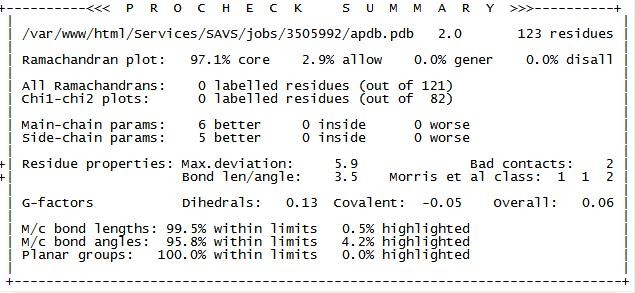 +----------<<< P R O C H E C K   S U M M A R Y >>>----------+
| /var/www/html/Services/SAVS/jobs/3505992/apdb.pdb   2.0   123 residues |
| Ramachandran plot:   97.1% core   2.9% allow   0.0% gener   0.0% disall |
| All Ramachandrans:   0 labelled residues (out of 121) |
| Chi1-chi2 plots:   0 labelled residues (out of  82) |
| Main-chain params:   6 better   0 inside   0 worse |
| Side-chain params:   5 better   0 inside   0 worse |
+| Residue properties: Max.deviation:   5.9   Bad contacts:   2 |
+| Bond len/angle:   3.5   Morris et al class:  1  1  2 |
| G-factors   Dihedrals:  0.13  Covalent:  -0.05   Overall:  0.06 |
| M/c bond lengths: 99.5% within limits   0.5% highlighted |
| M/c bond angles: 95.8% within limits   4.2% highlighted |
| Planar groups:  100.0% within limits   0.0% highlighted |
+----------------------------------------------------------------------------+